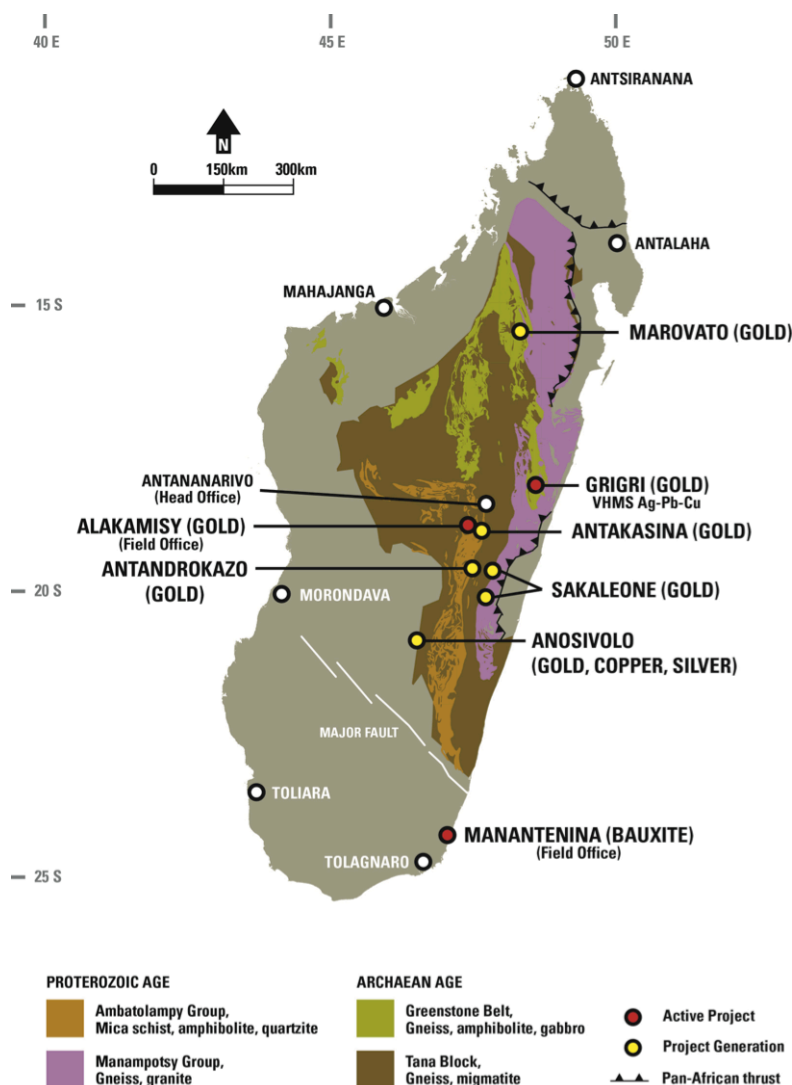 40 E
45 E
50 E
ANTSIRANANA
N
0
150km
300km
ANTALAHA
15 S
MAHAJANGA
MAROVATO (GOLD)
ANTANANARIVO
(Head Office)
GRIGRI (GOLD)
VHMS Ag-Pb-Cu
ALAKAMISY (GOLD)
(Field Office)
ANTAKASINA (GOLD)
ANTANDROKAZO
(GOLD)
SAKALEONE (GOLD)
20 S
MORONDAVA
ANOSIVOLO
(GOLD, COPPER, SILVER)
MAJOR FAULT
TOLIARA
MANANTENINA (BAUXITE)
(Field Office)
TOLAGNARO
25 S
PROTEROZOIC AGE
Ambatolampy Group,
Mica schist, amphibolite, quartzite
Manampotsy Group,
Gneiss, granite
ARCHAEAN AGE
Greenstone Belt,
Gneiss, amphibolite, gabbro
Tana Block,
Gneiss, migmatite
Active Project
Project Generation
Pan-African thrust